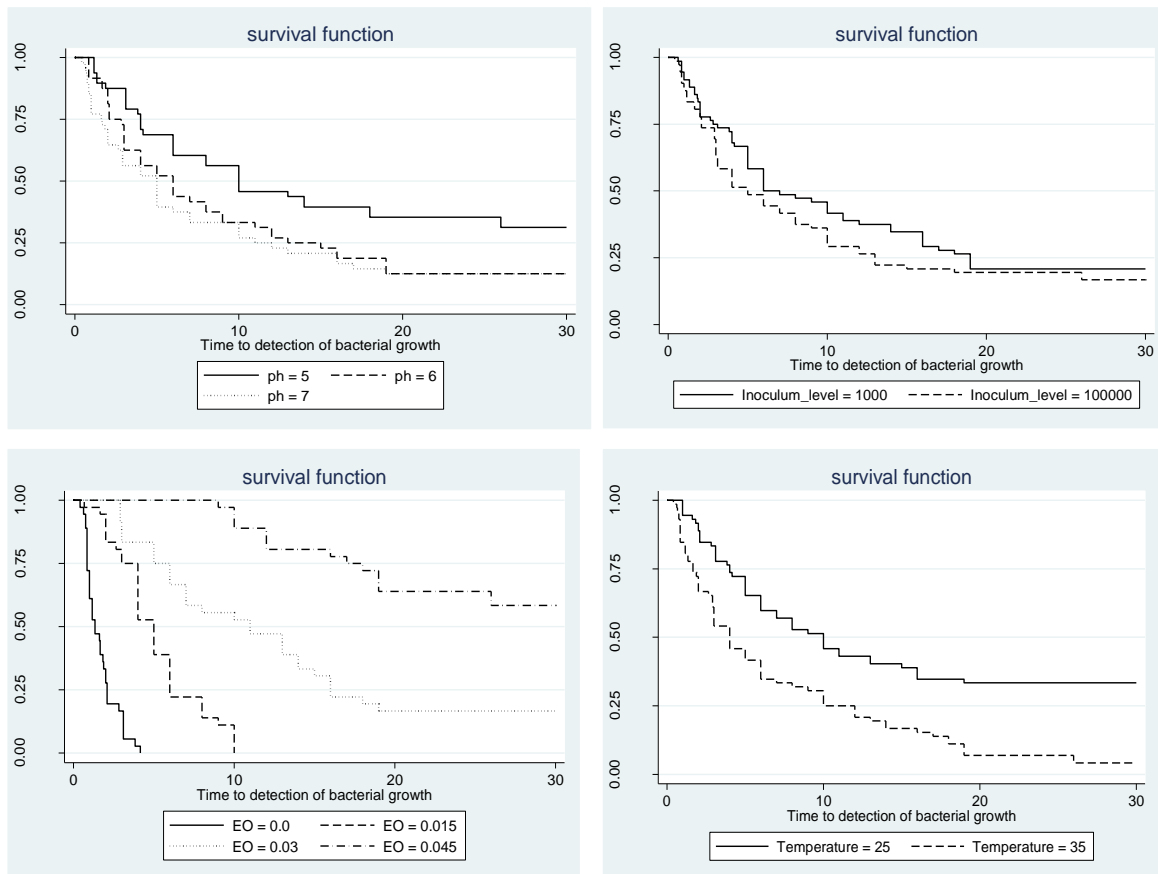 survival function
1.00
0.75
0.50
0.25
0.00
0 10 20 30
Time to detection of bacterial growth
ph = 5 ph = 6
ph = 7
survival function
1.00
0.75
0.50
0.25
0.00
0 10 20 30
Time to detection of bacterial growth
Inoculum_level = 1000 Inoculum_level = 100000
survival function
1.00
0.75
0.50
0.25
0.00
0 10 20 30
Time to detection of bacterial growth
EO = 0.0 EO = 0.015
EO = 0.03 EO = 0.045
survival function
1.00
0.75
0.50
0.25
0.00
0 10 20 30
Time to detection of bacterial growth
Temperature = 25 Temperature = 35